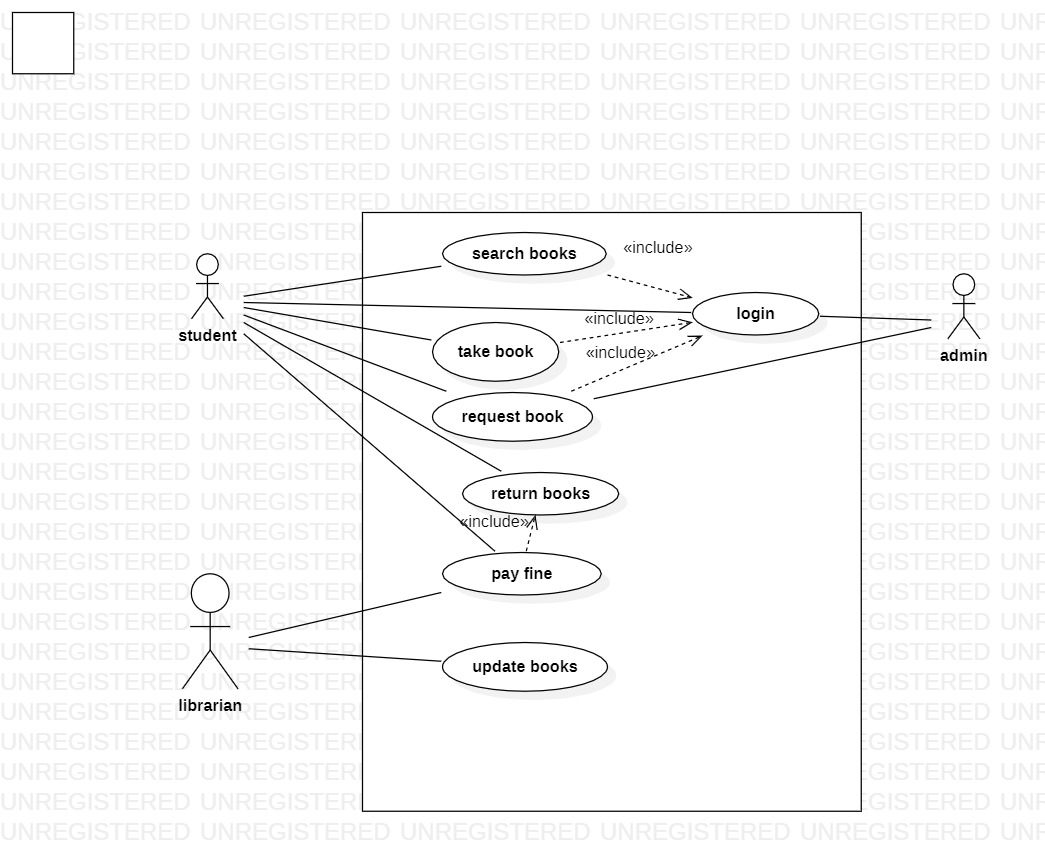 UNREGISTERED UNREGISTERED UNREGISTERED UNREGISTERED UNREGISTERED
search books
«include»
login
student
«include»
take book
«include»
admin
request book
return books
«include»
pay fine
update books
librarian